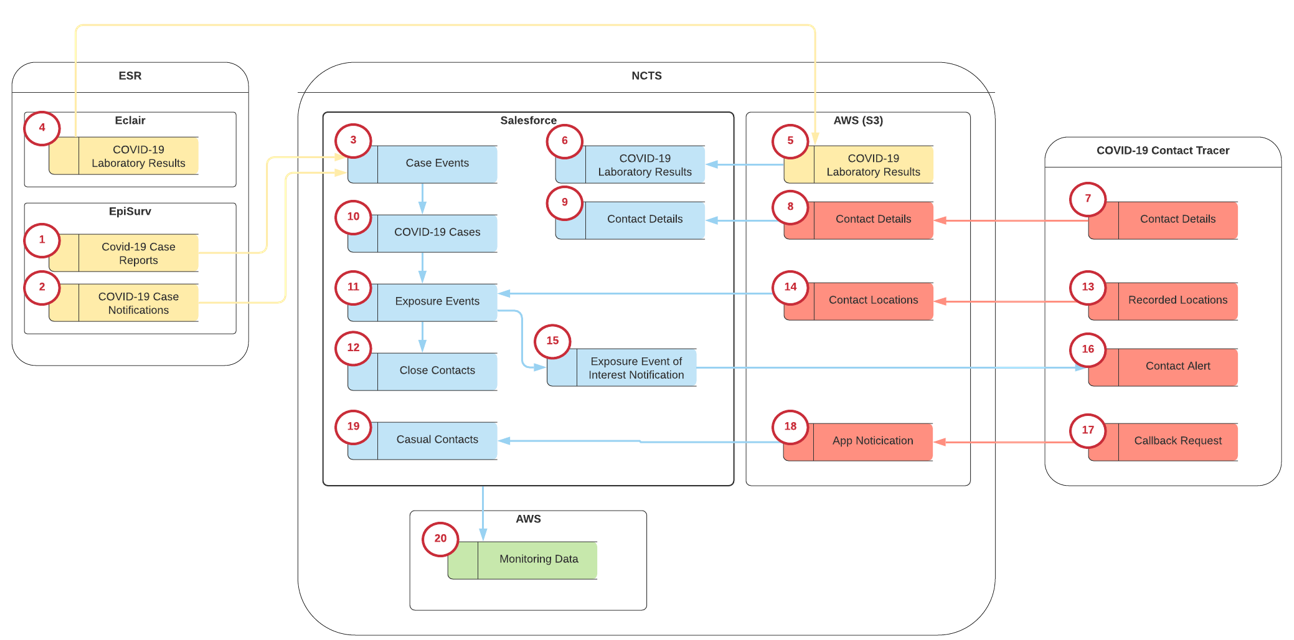 ESR
Eclair
4
COVID-19
Laboratory Results
EpiSurv
1
Covid-19 Case
Reports
2
COVID-19 Case
Notifications
NCTS
Salesforce
3
Case Events
6
COVID-19
Laboratory Results
9
Contact Details
10
COVID-19 Cases
11
Exposure Events
12
Close Contacts
15
Exposure Event of
Interest Notification
19
Casual Contacts
AWS (S3)
5
COVID-19
Laboratory Results
8
Contact Details
14
Contact Locations
18
App Noticication
AWS
20
Monitoring Data
COVID-19 Contact Tracer
7
Contact Details
13
Recorded Locations
16
Contact Alert
17
Callback Request